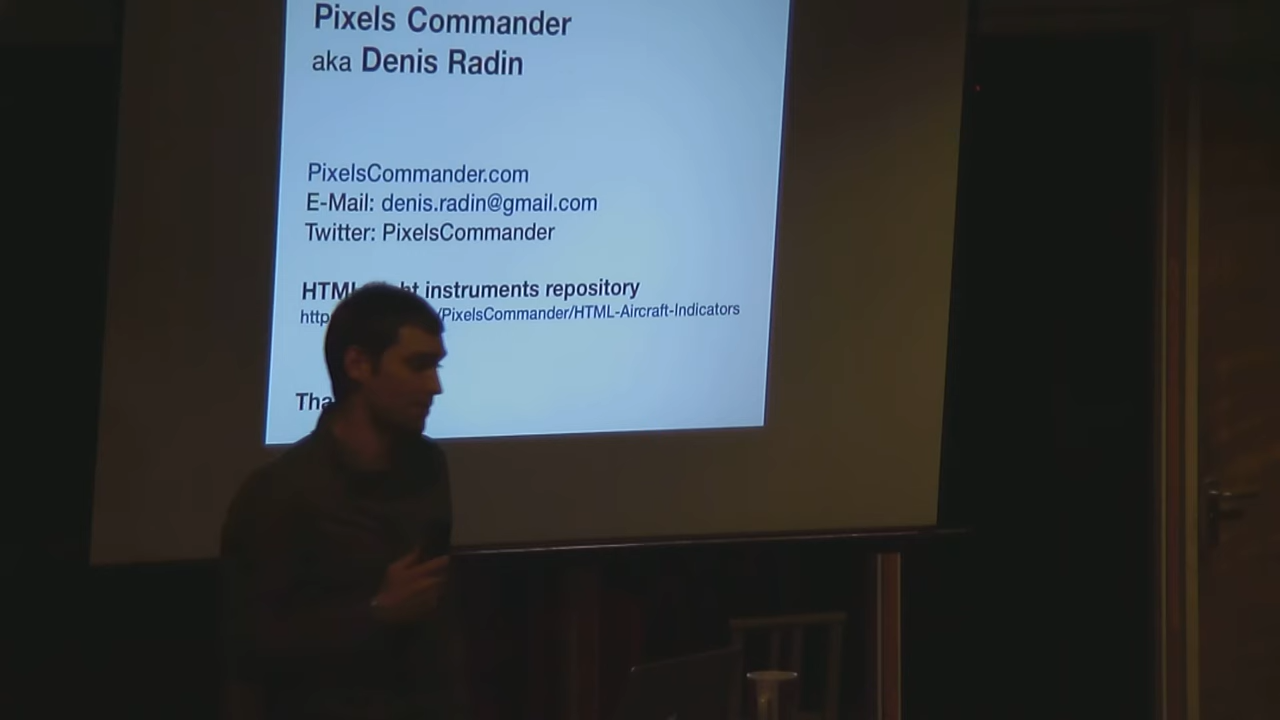 Pixels Commander
aka Denis Radin
PixelsCommander.com
E-Mail: denis.radin@gmail.com
Twitter: PixelsCommander
instruments repository
/PixelsCommander/HTML-Aircraft-Indicators